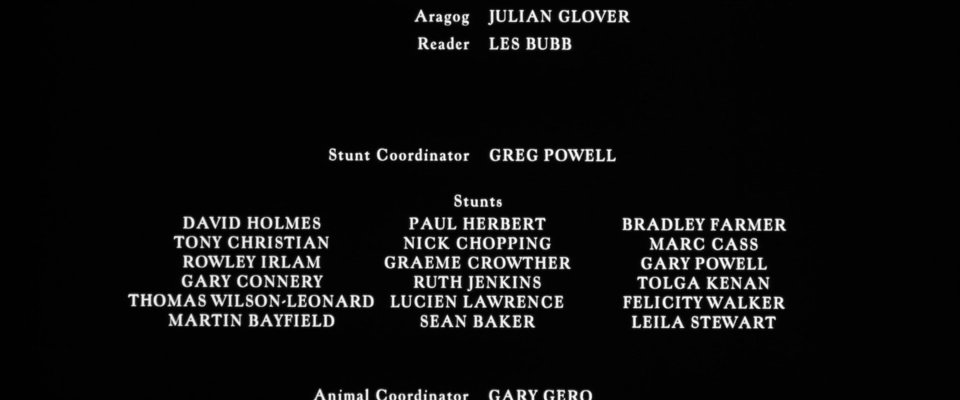 Aragog JULIAN GLOVER
Reader LES BUBB
Stunt Coordinator GREG POWELL
Stunts
DAVID HOLMES PAUL HERBERT BRADLEY FARMER
TONY CHRISTIAN NICK CHOPPING MARC CASS
ROWLEY IRLAM GRAEME CROWTHER GARY POWELL
GARY CONNERY RUTH JENKINS TOLGA KENAN
THOMAS WILSON-LEONARD LUCIEN LAWRENCE FELICITY WALKER
MARTIN BAYFIELD SEAN BAKER LEILA STEWART
Animal Coordinator GARY GERO